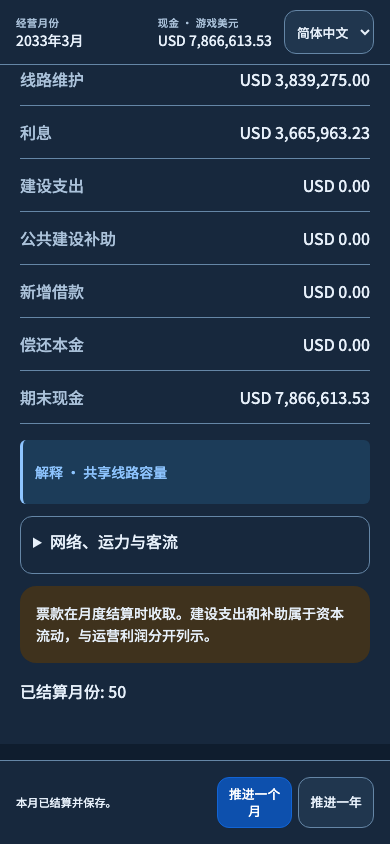 经营月份
2033年3月
现金 · 游戏美元
USD 7,866,613.53
简体中文
线路维护 USD 3,839,275.00
利息 USD 3,665,963.23
建设支出 USD 0.00
公共建设补助 USD 0.00
新增借款 USD 0.00
偿还本金 USD 0.00
期末现金 USD 7,866,613.53
解释 · 共享线路容量
网络、运力与客流
票款在月度结算时收取。建设支出和补助属于资本
流动，与运营利润分开列示。
已结算月份: 50
本月已结算并保存。
推进一个
月
推进一年